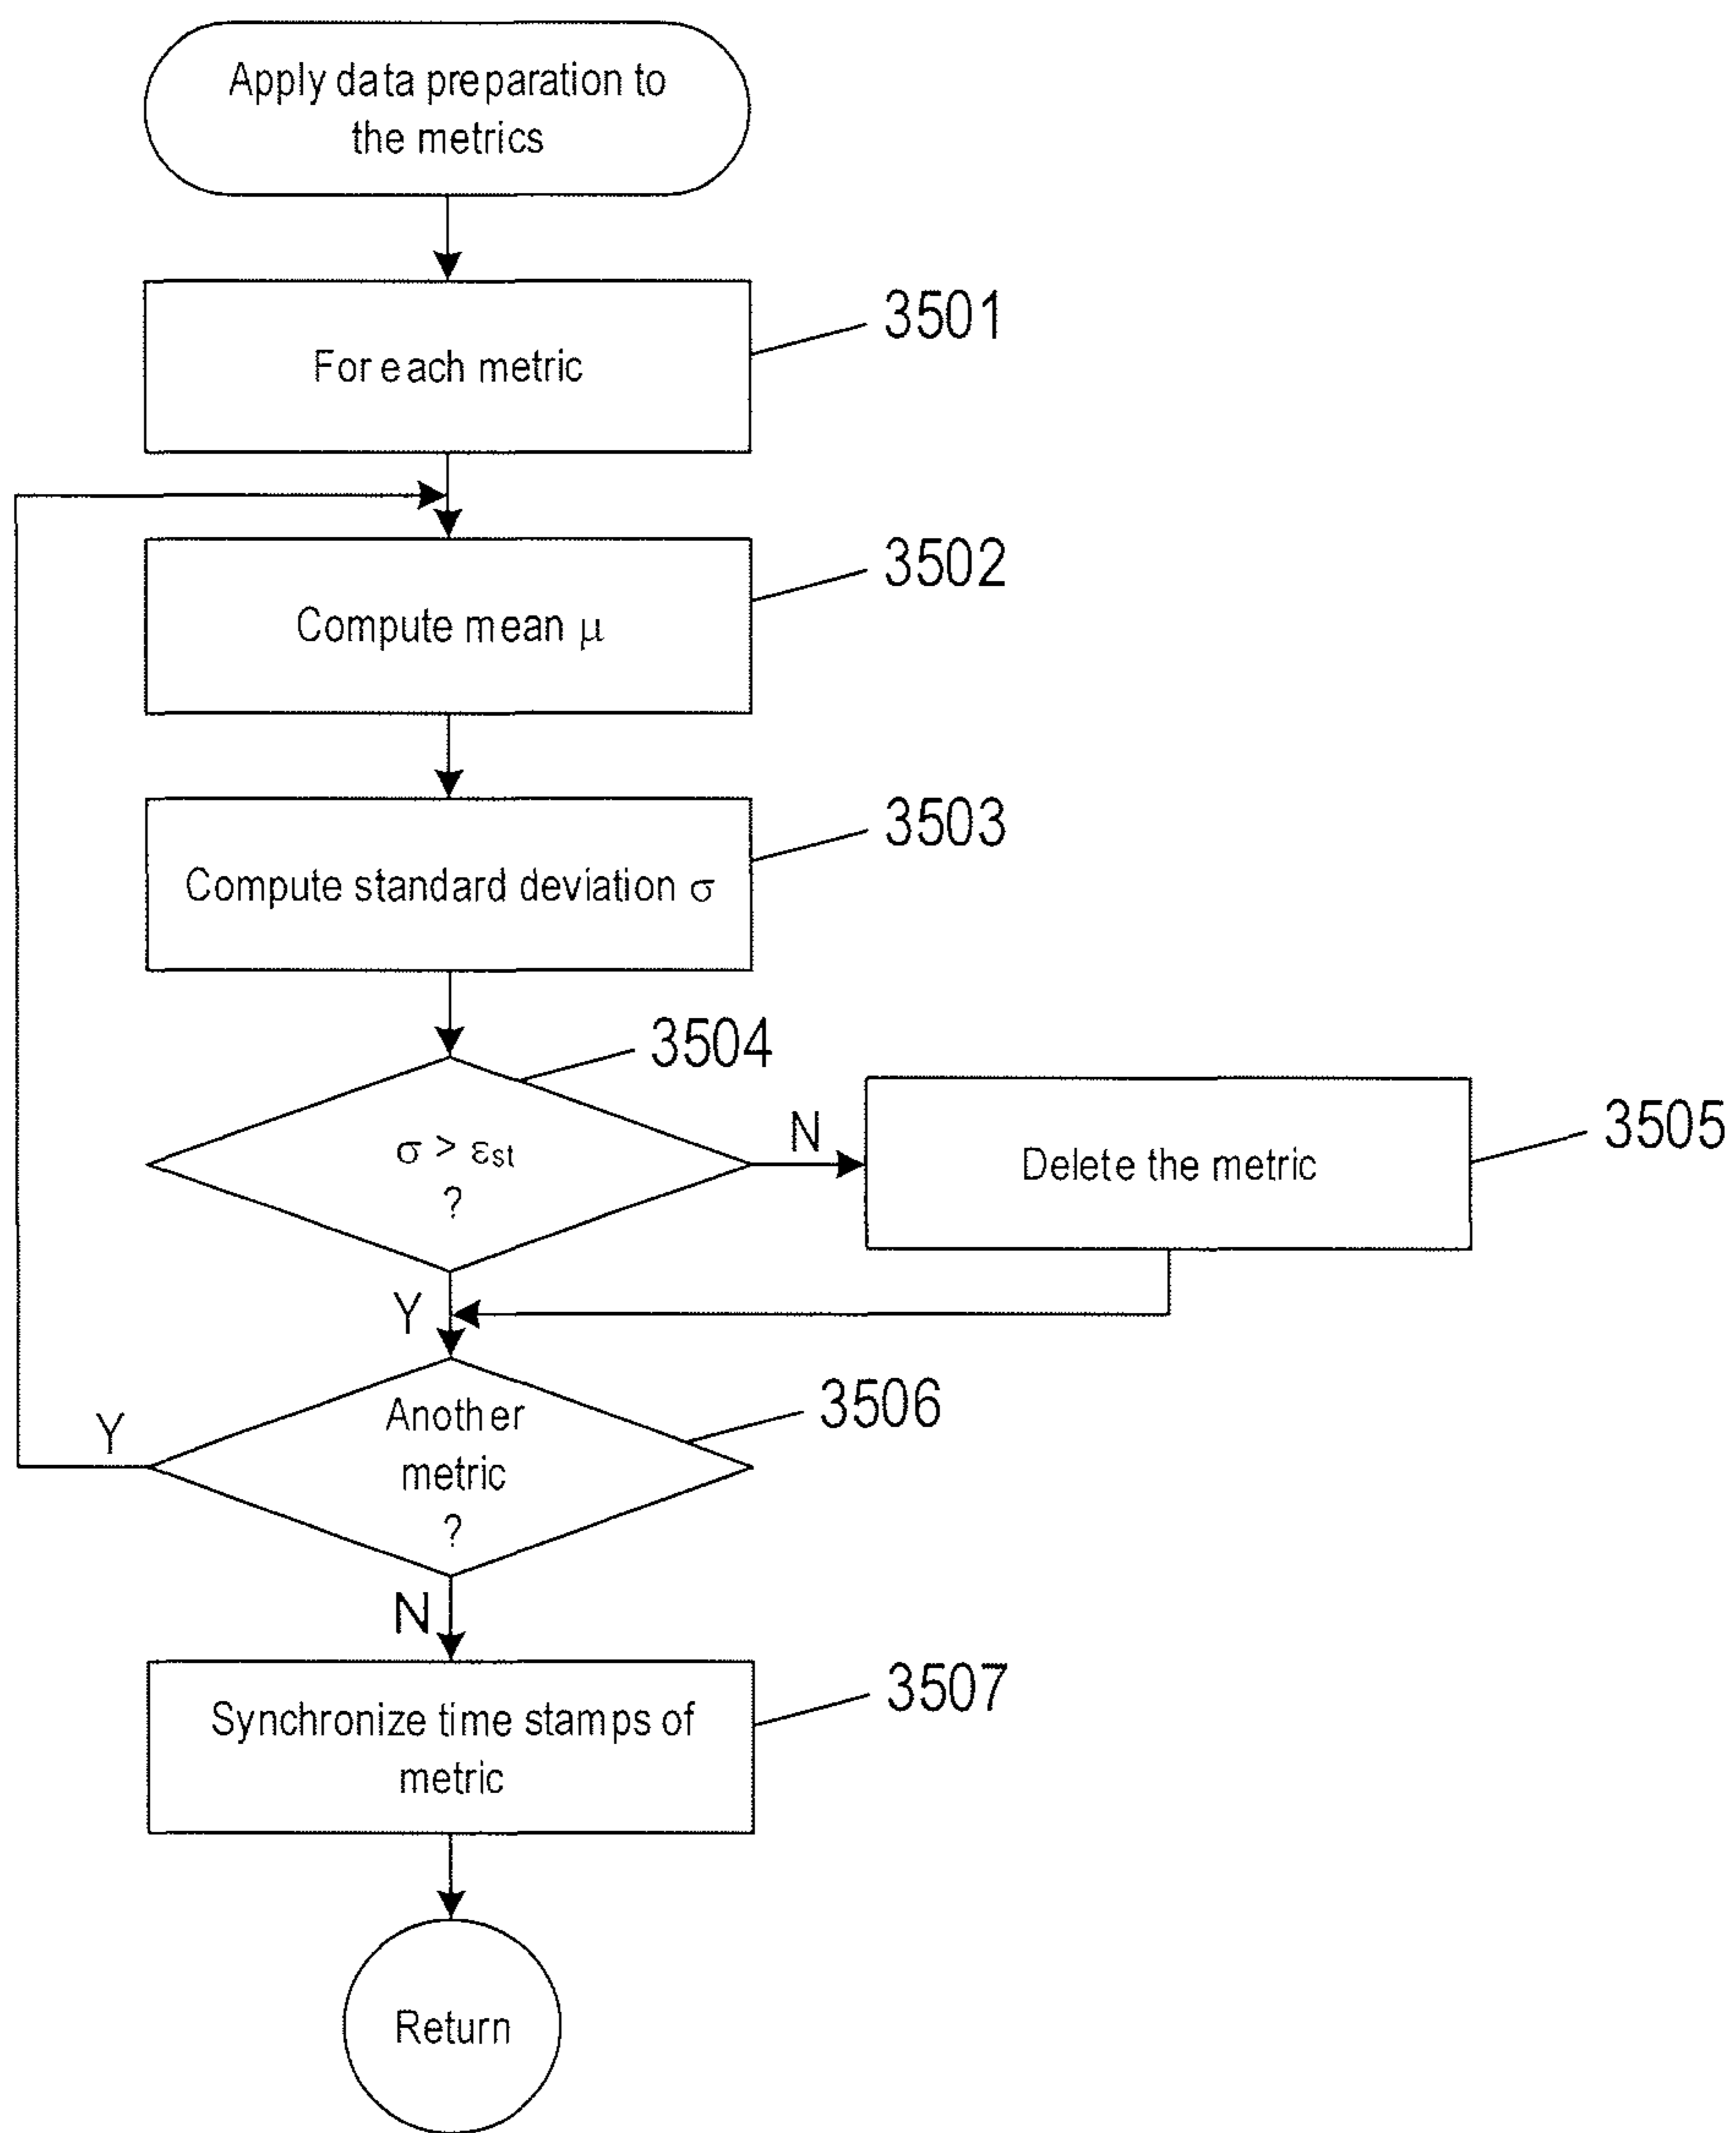 Apply data preparation to
the metrics
3501
For each metric
3502
Compute mean μ
3503
Compute standard deviation σ
3504
σ > εst
?
N
3505
Delete the metric
Y
3506
Another
metric
?
Y
N
3507
Synchronize time stamps of
metric
Return